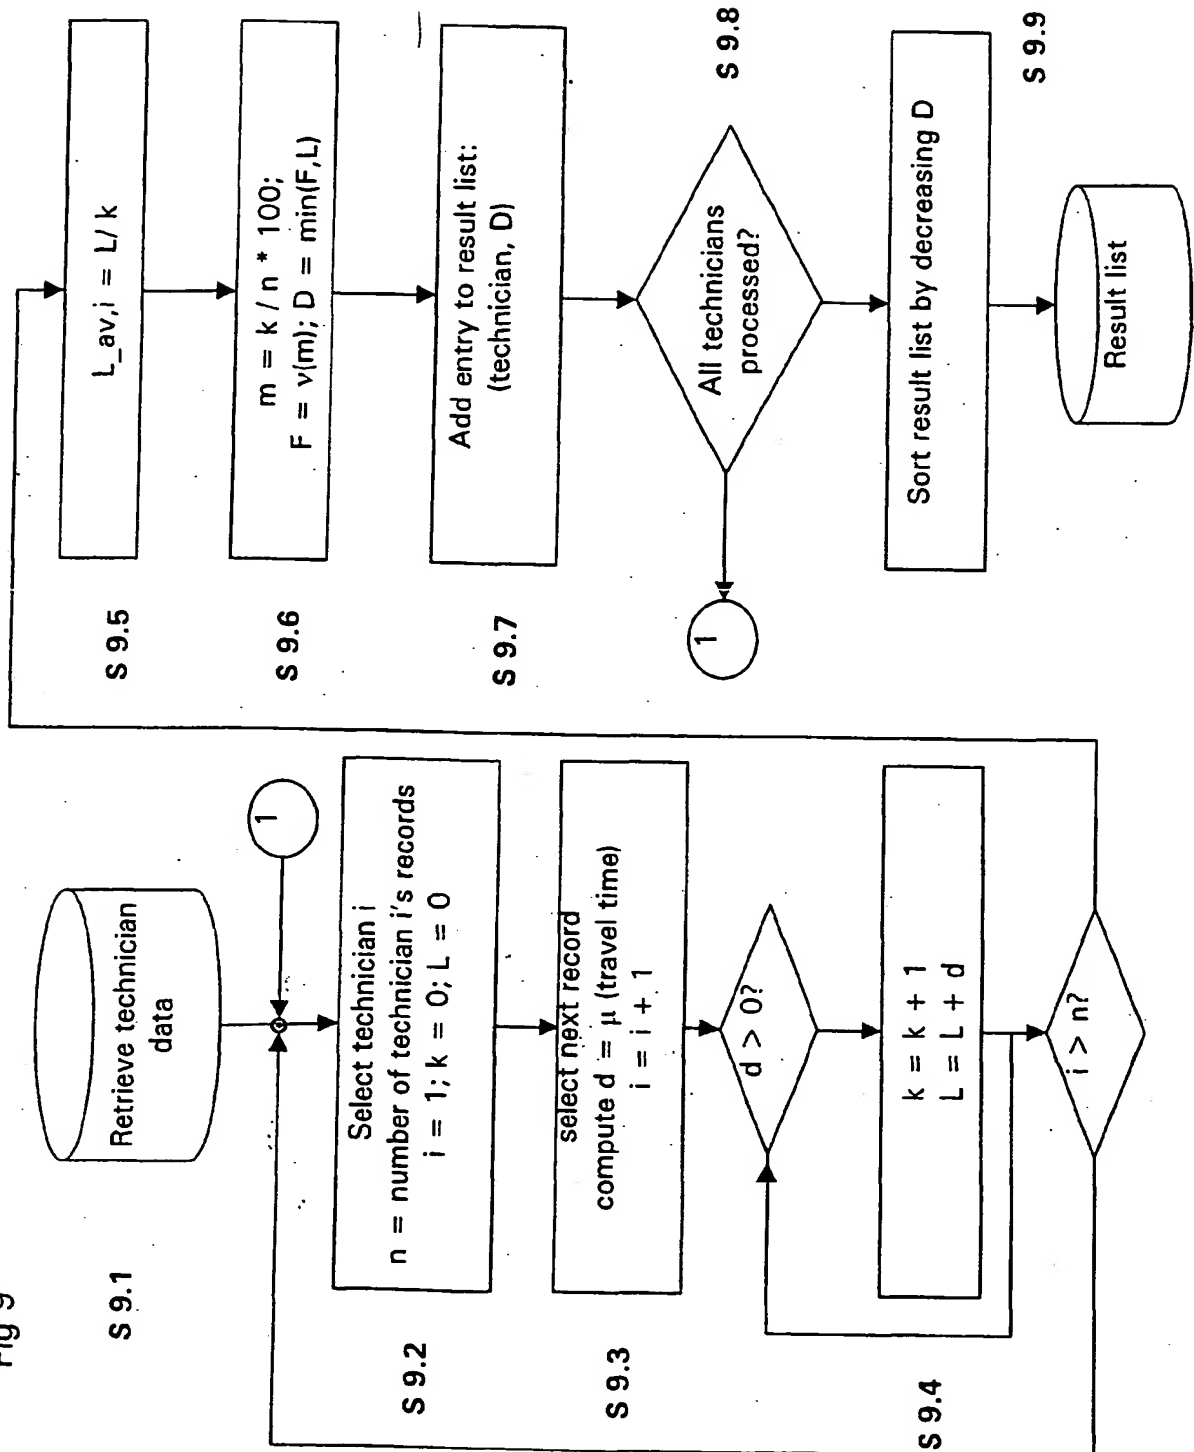 Fig 9
S 9.1
Retrieve technician
data
1
S 9.2
Select technician i
n = number of technician i's records
i = 1; k = 0; L = 0
S 9.3
select next record
compute d = μ (travel time)
i = i + 1
d > 0?
S 9.4
k = k + 1
L = L + d
i > n?
S 9.5
L_av,i = L/k
S 9.6
m = k / n * 100;
F = ν(m); D = min(F,L)
S 9.7
Add entry to result list:
(technician, D)
S 9.8
All technicians
processed?
1
S 9.9
Sort result list by decreasing D
Result list